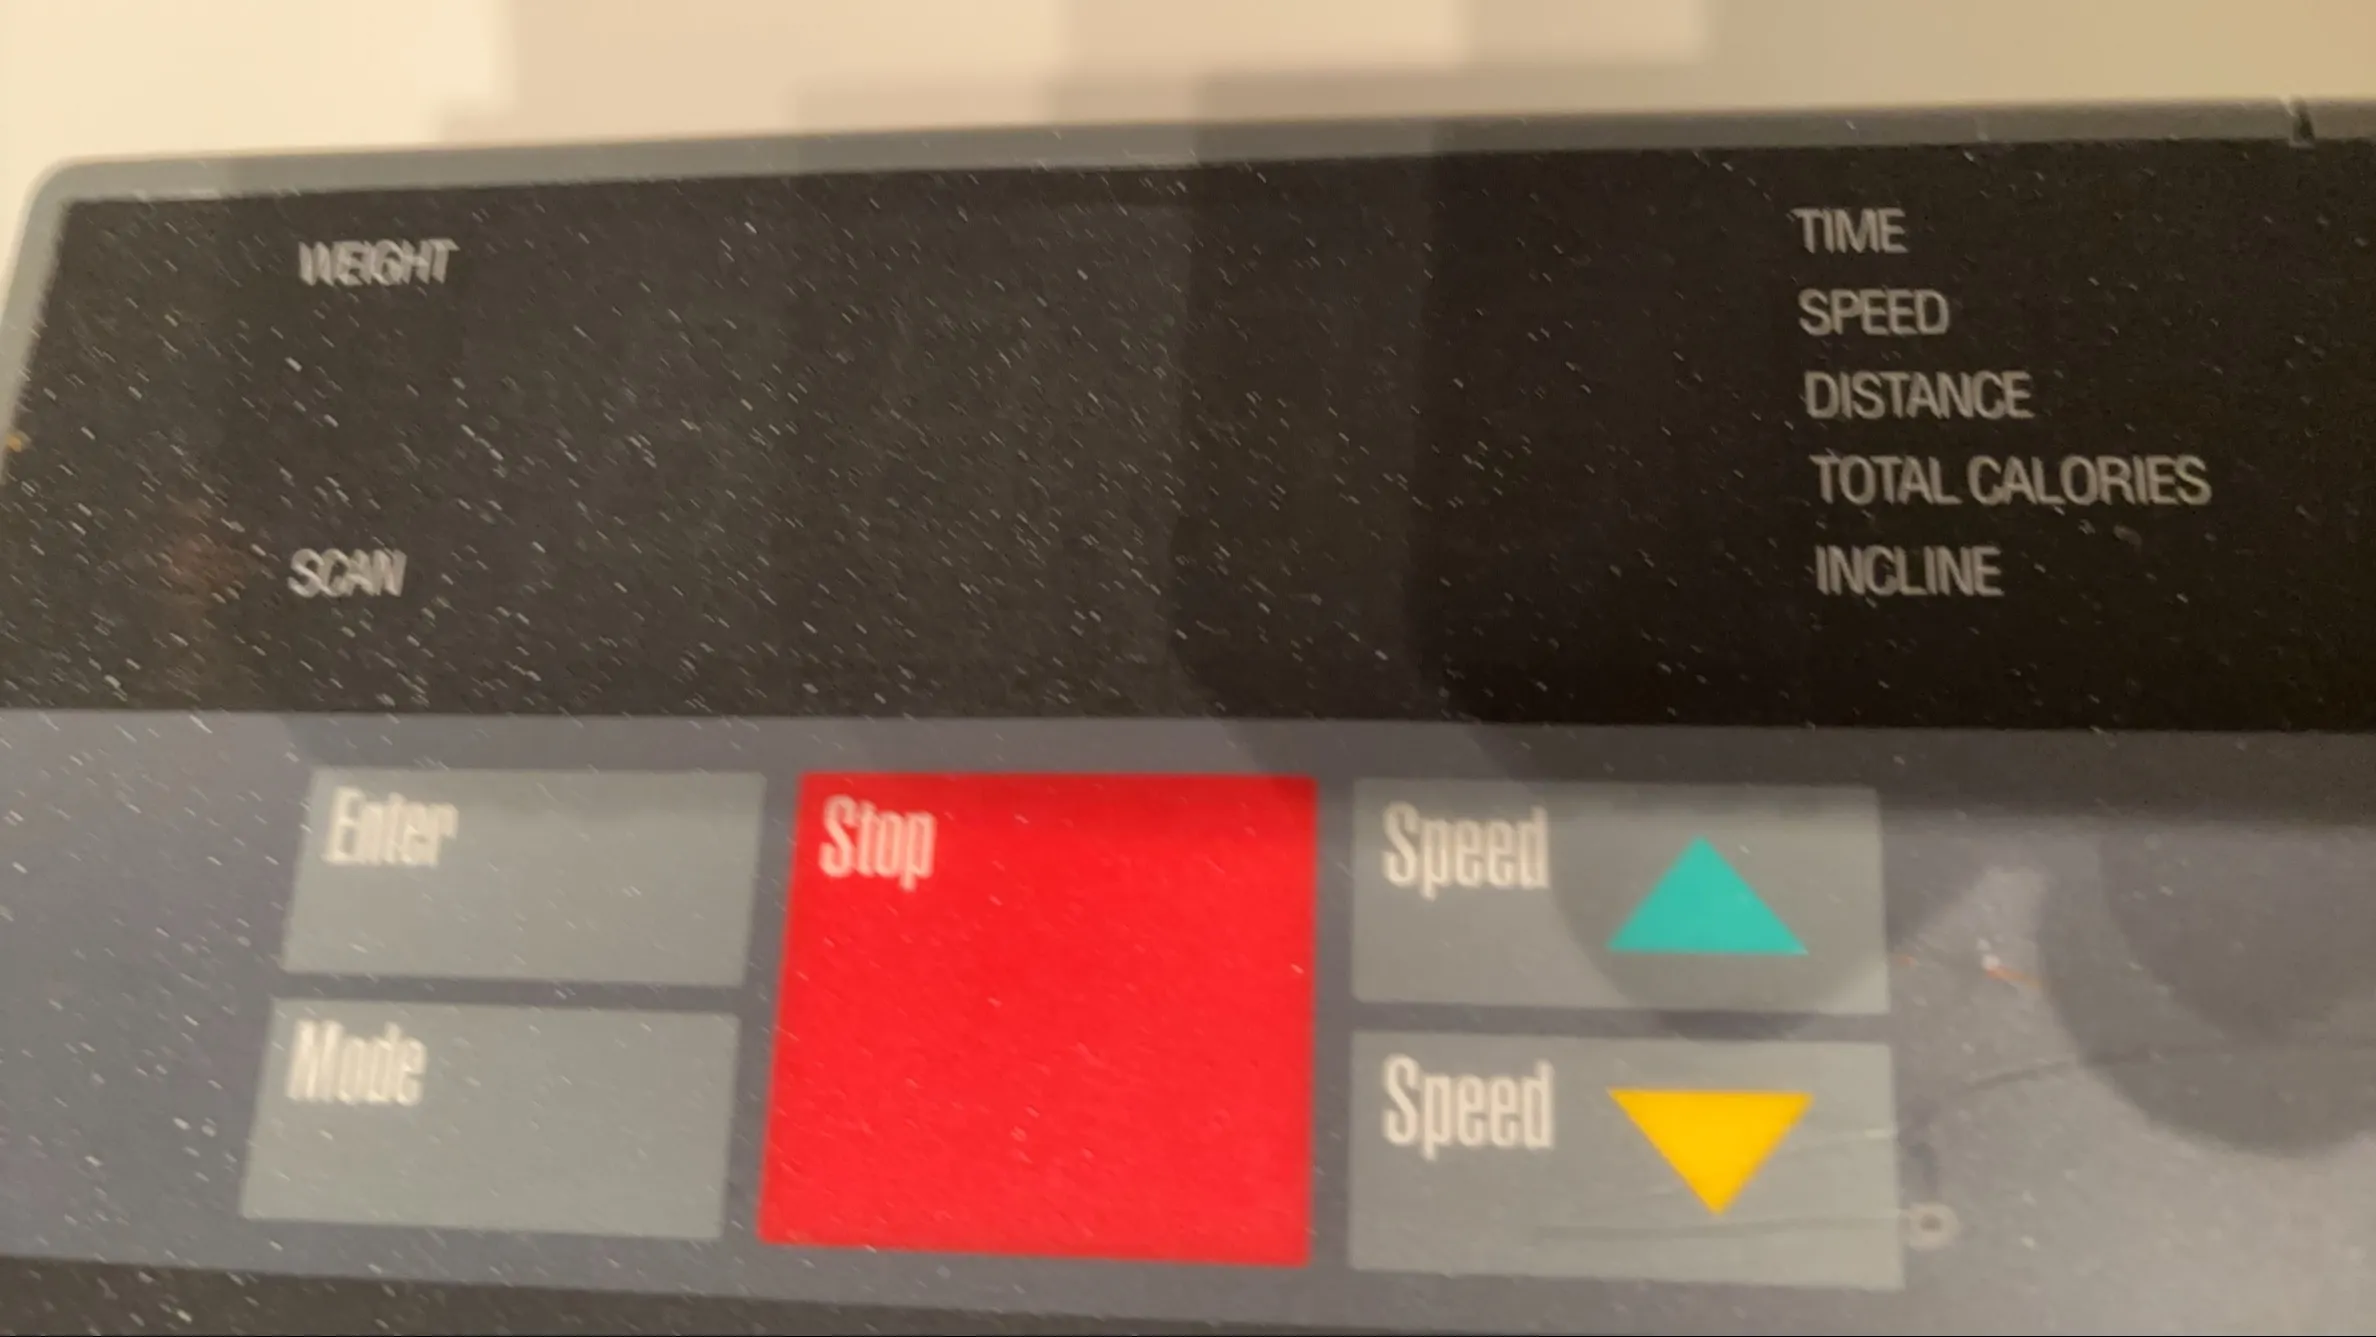 WEIGHT
SCAN
TIME
SPEED
DISTANCE
TOTAL CALORIES
INCLINE
Enter
Mode
Stop
Speed
Speed